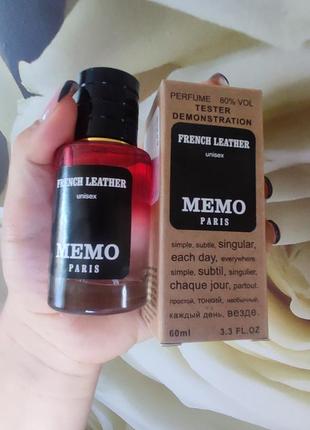 FRENCH LEATHER
unisex
MEMO
PARIS
PERFUME 80% VOL
TESTER
DEMONSTRATION
FRENCH LEATHER
unisex
MEMO
PARIS
simple, subtle, singular,
each day, everywhere.
simple, subtil, singulier,
chaque jour, partout.
простой, тонкий, необычный,
каждый день, везде.
60ml 3.3 FL.OZ